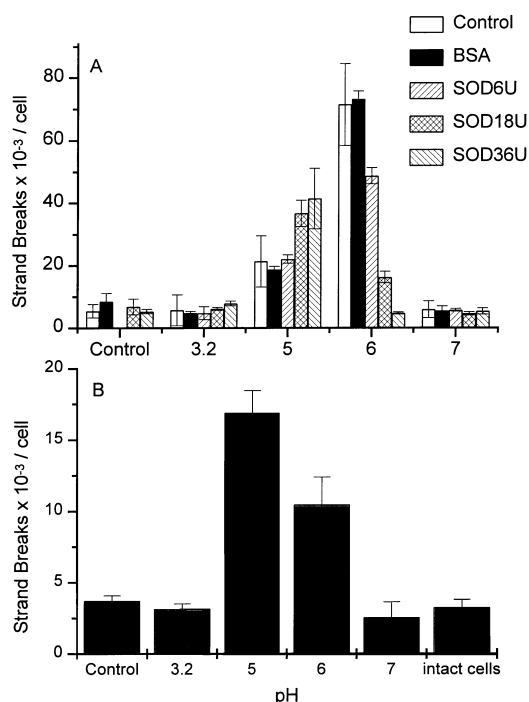 Control
BSA
SOD6U
SOD18U
SOD36U
A
Strand Breaks x 10⁻³ / cell
80
60
40
20
0
Control 3.2 5 6 7
B
Strand Breaks x 10⁻³ / cell
20
15
10
5
0
Control 3.2 5 6 7 intact cells
pH